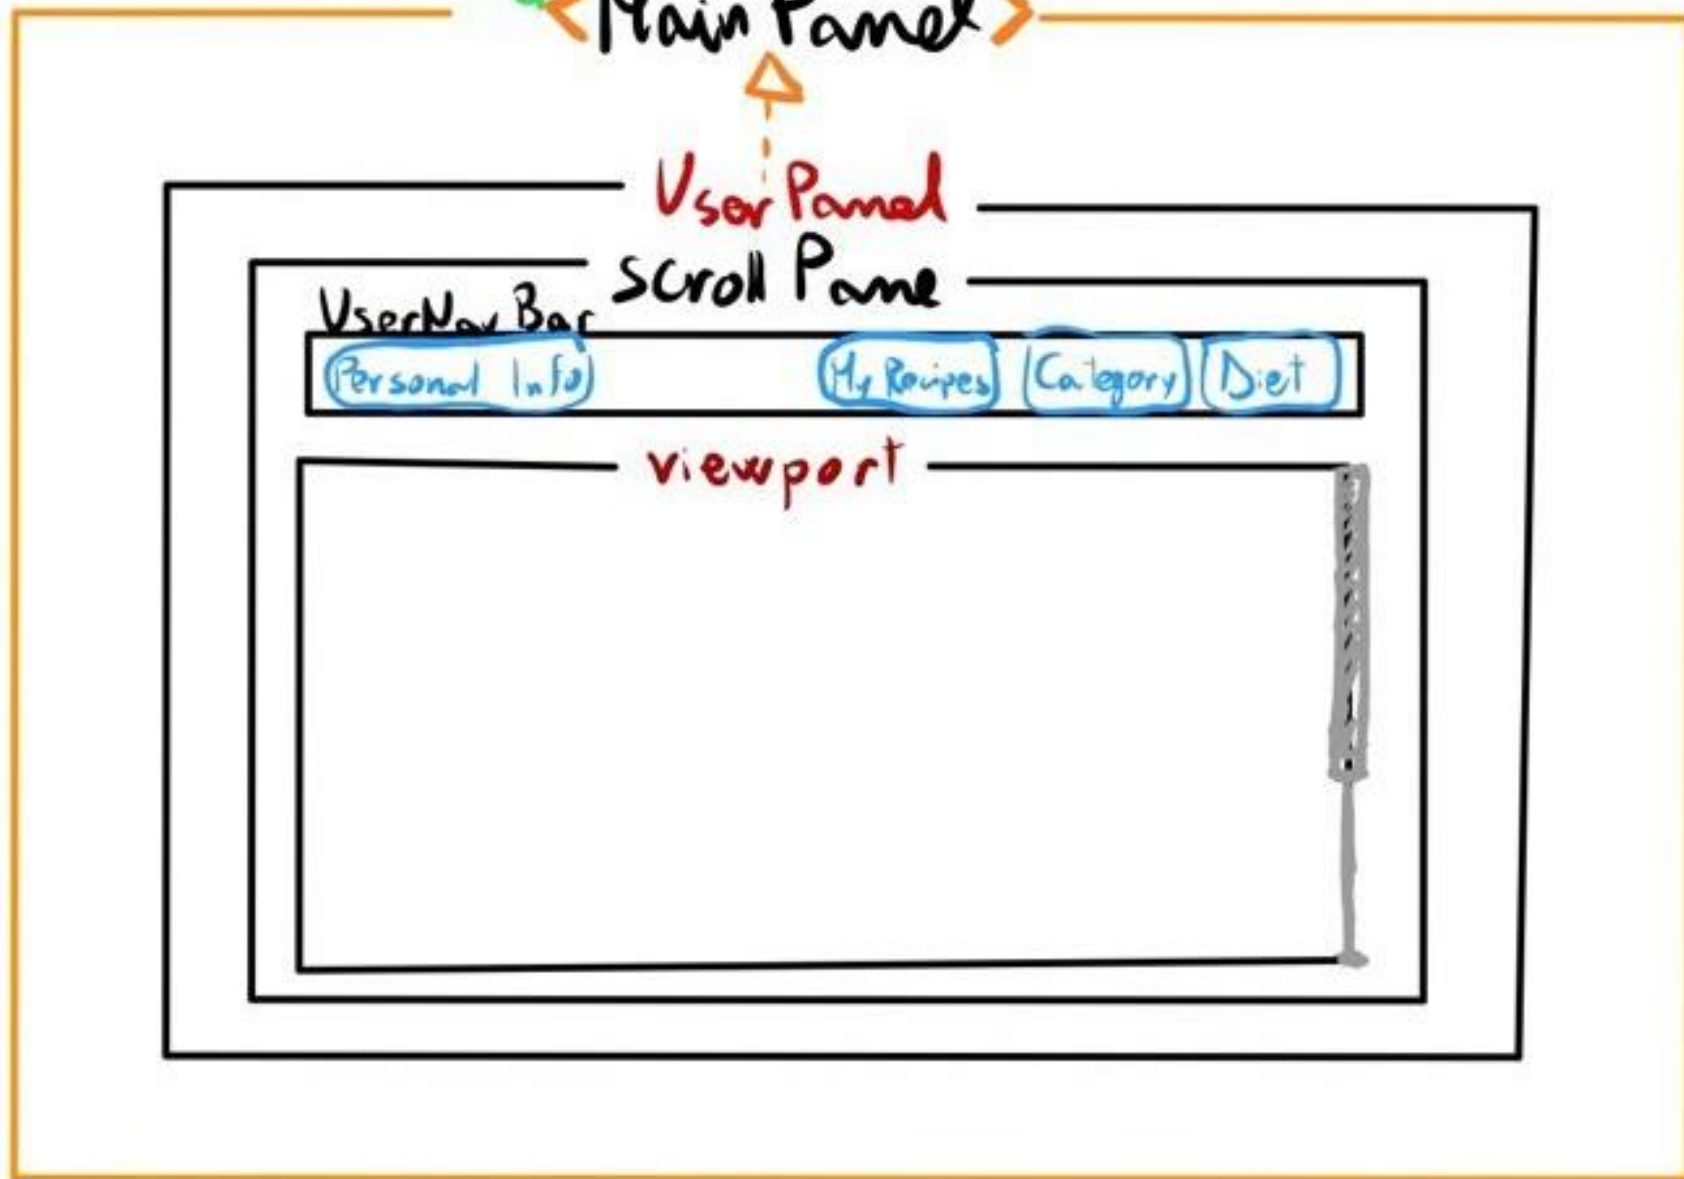 <Main Panel>
User Panel
scroll Pane
UserNav Bar
Personal Info My Recipes Category Diet
viewport